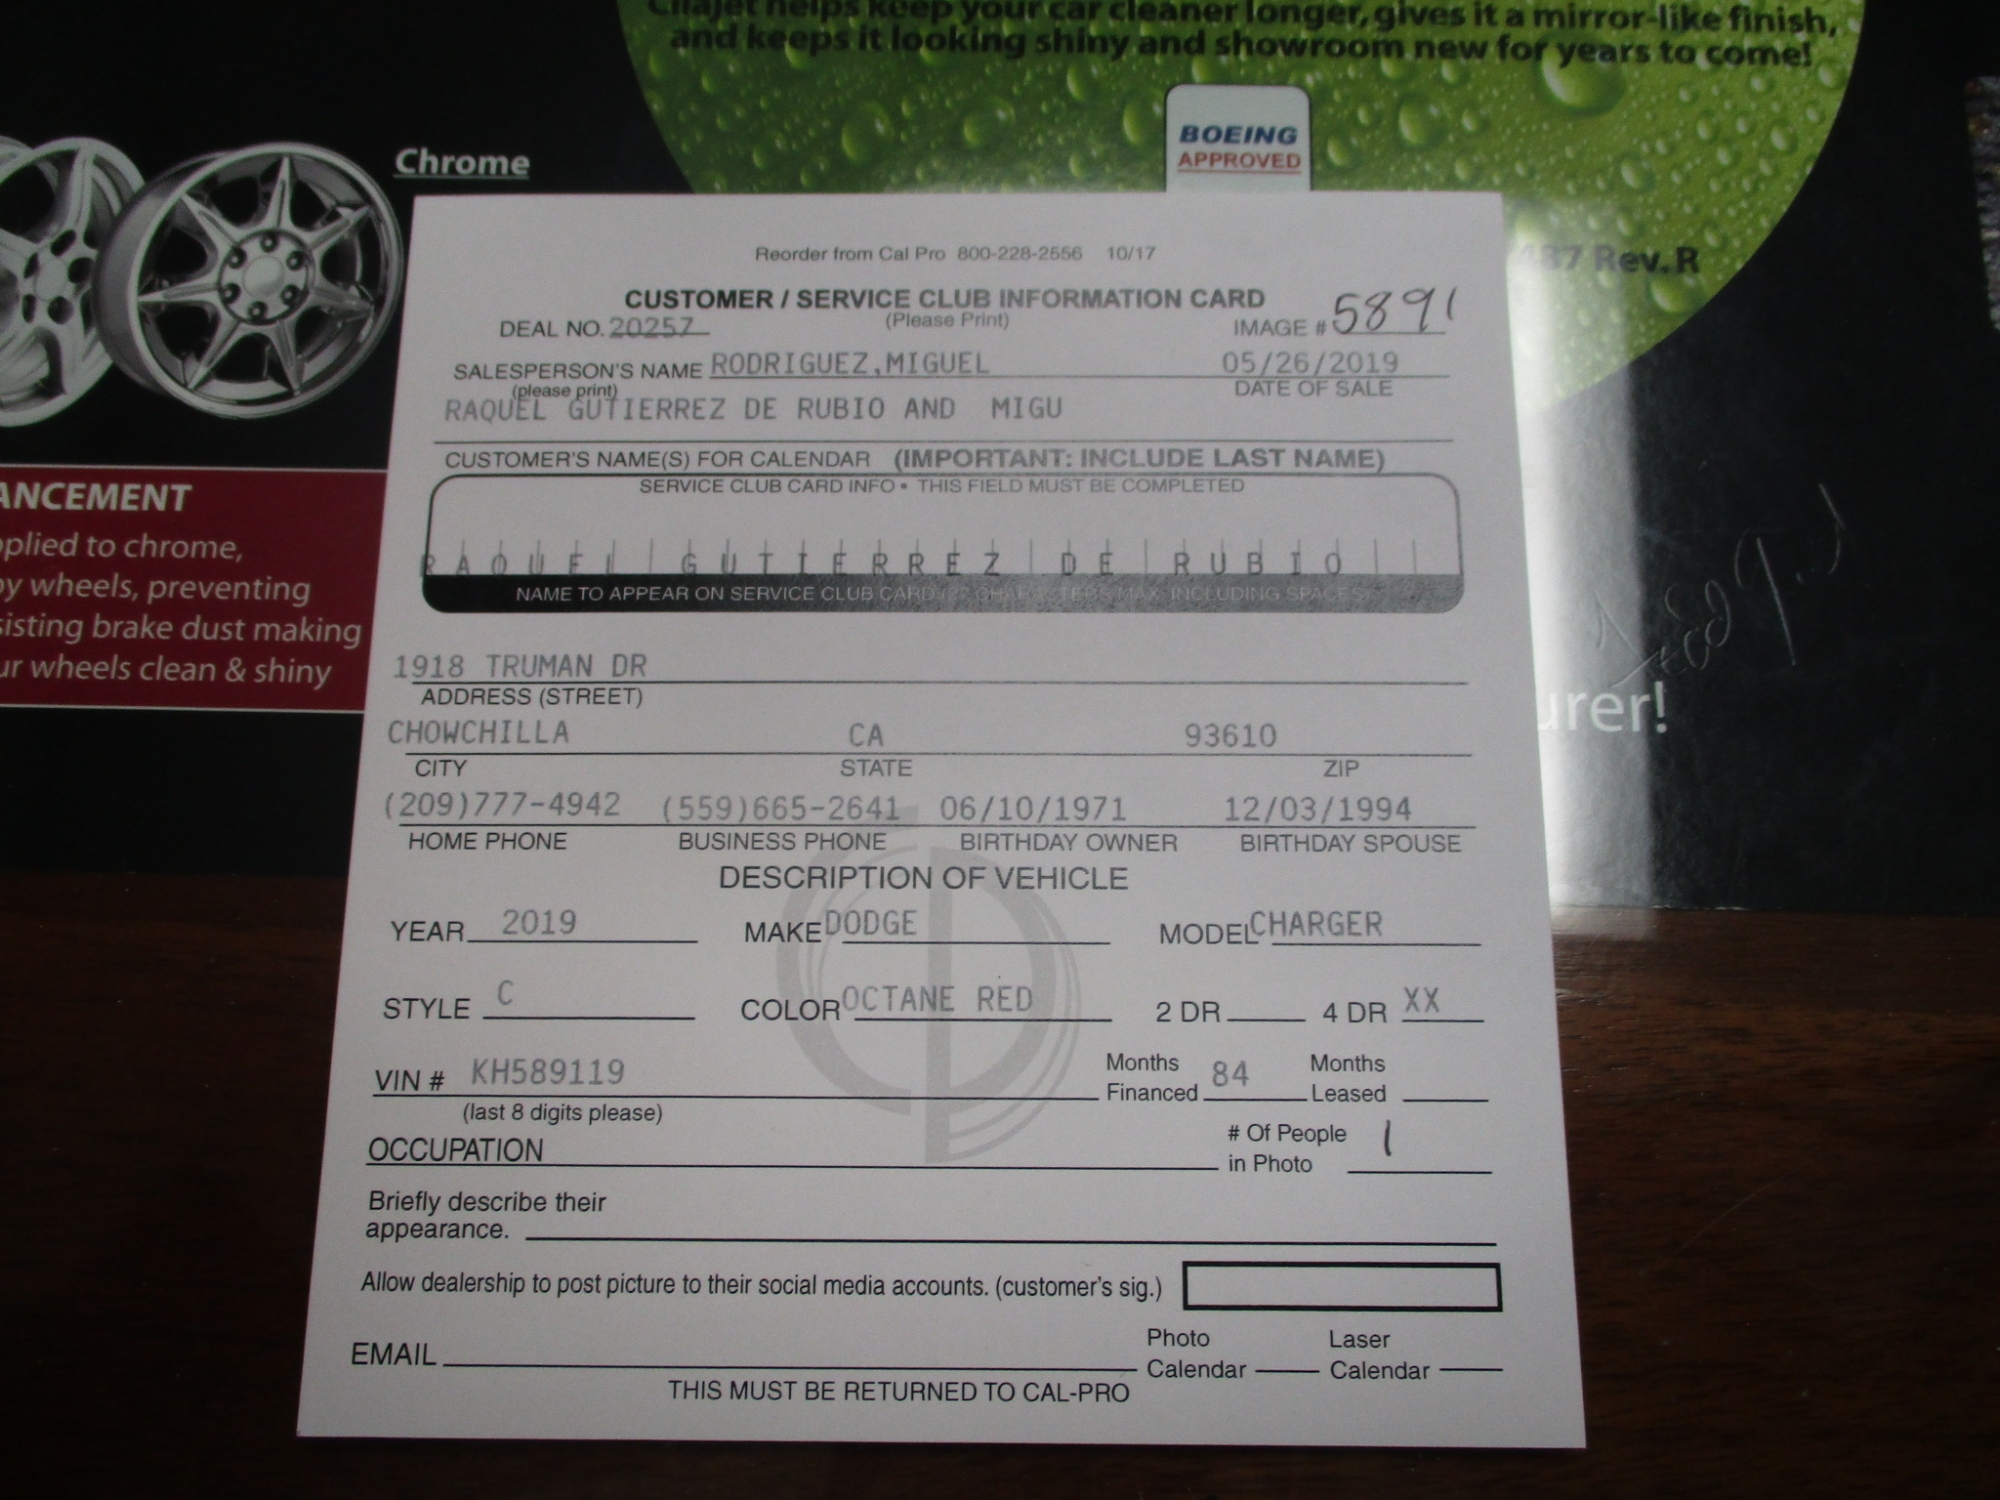 helps keep your car cleaner longer, gives it a mirror-like finish,
and keeps it looking shiny and showroom new for years to come!
BOEING
APPROVED
Chrome
487 Rev. R
ANCEMENT
plied to chrome,
y wheels, preventing
sisting brake dust making
ur wheels clean & shiny
urer!
Reorder from Cal Pro 800-228-2556 10/17
CUSTOMER / SERVICE CLUB INFORMATION CARD
(Please Print)
DEAL NO. 20257 IMAGE # 5891
SALESPERSON'S NAME RODRIGUEZ,MIGUEL 05/26/2019
(please print) DATE OF SALE
RAQUEL GUTIERREZ DE RUBIO AND MIGU
CUSTOMER'S NAME(S) FOR CALENDAR (IMPORTANT: INCLUDE LAST NAME)
SERVICE CLUB CARD INFO • THIS FIELD MUST BE COMPLETED
RAQUEL GUTIERREZ DE RUBIO
NAME TO APPEAR ON SERVICE CLUB CARD (27 CHARACTERS MAX. INCLUDING SPACES)
1918 TRUMAN DR
ADDRESS (STREET)
CHOWCHILLA CA 93610
CITY STATE ZIP
(209)777-4942 (559)665-2641 06/10/1971 12/03/1994
HOME PHONE BUSINESS PHONE BIRTHDAY OWNER BIRTHDAY SPOUSE
DESCRIPTION OF VEHICLE
YEAR 2019 MAKE DODGE MODEL CHARGER
STYLE C COLOR OCTANE RED 2 DR 4 DR XX
VIN # KH589119 Months Financed 84 Months Leased
(last 8 digits please)
OCCUPATION # Of People in Photo 1
Briefly describe their
appearance.
Allow dealership to post picture to their social media accounts. (customer's sig.)
EMAIL Photo Calendar Laser Calendar
THIS MUST BE RETURNED TO CAL-PRO